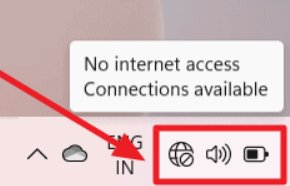 No internet access
Connections available
ENG
IN